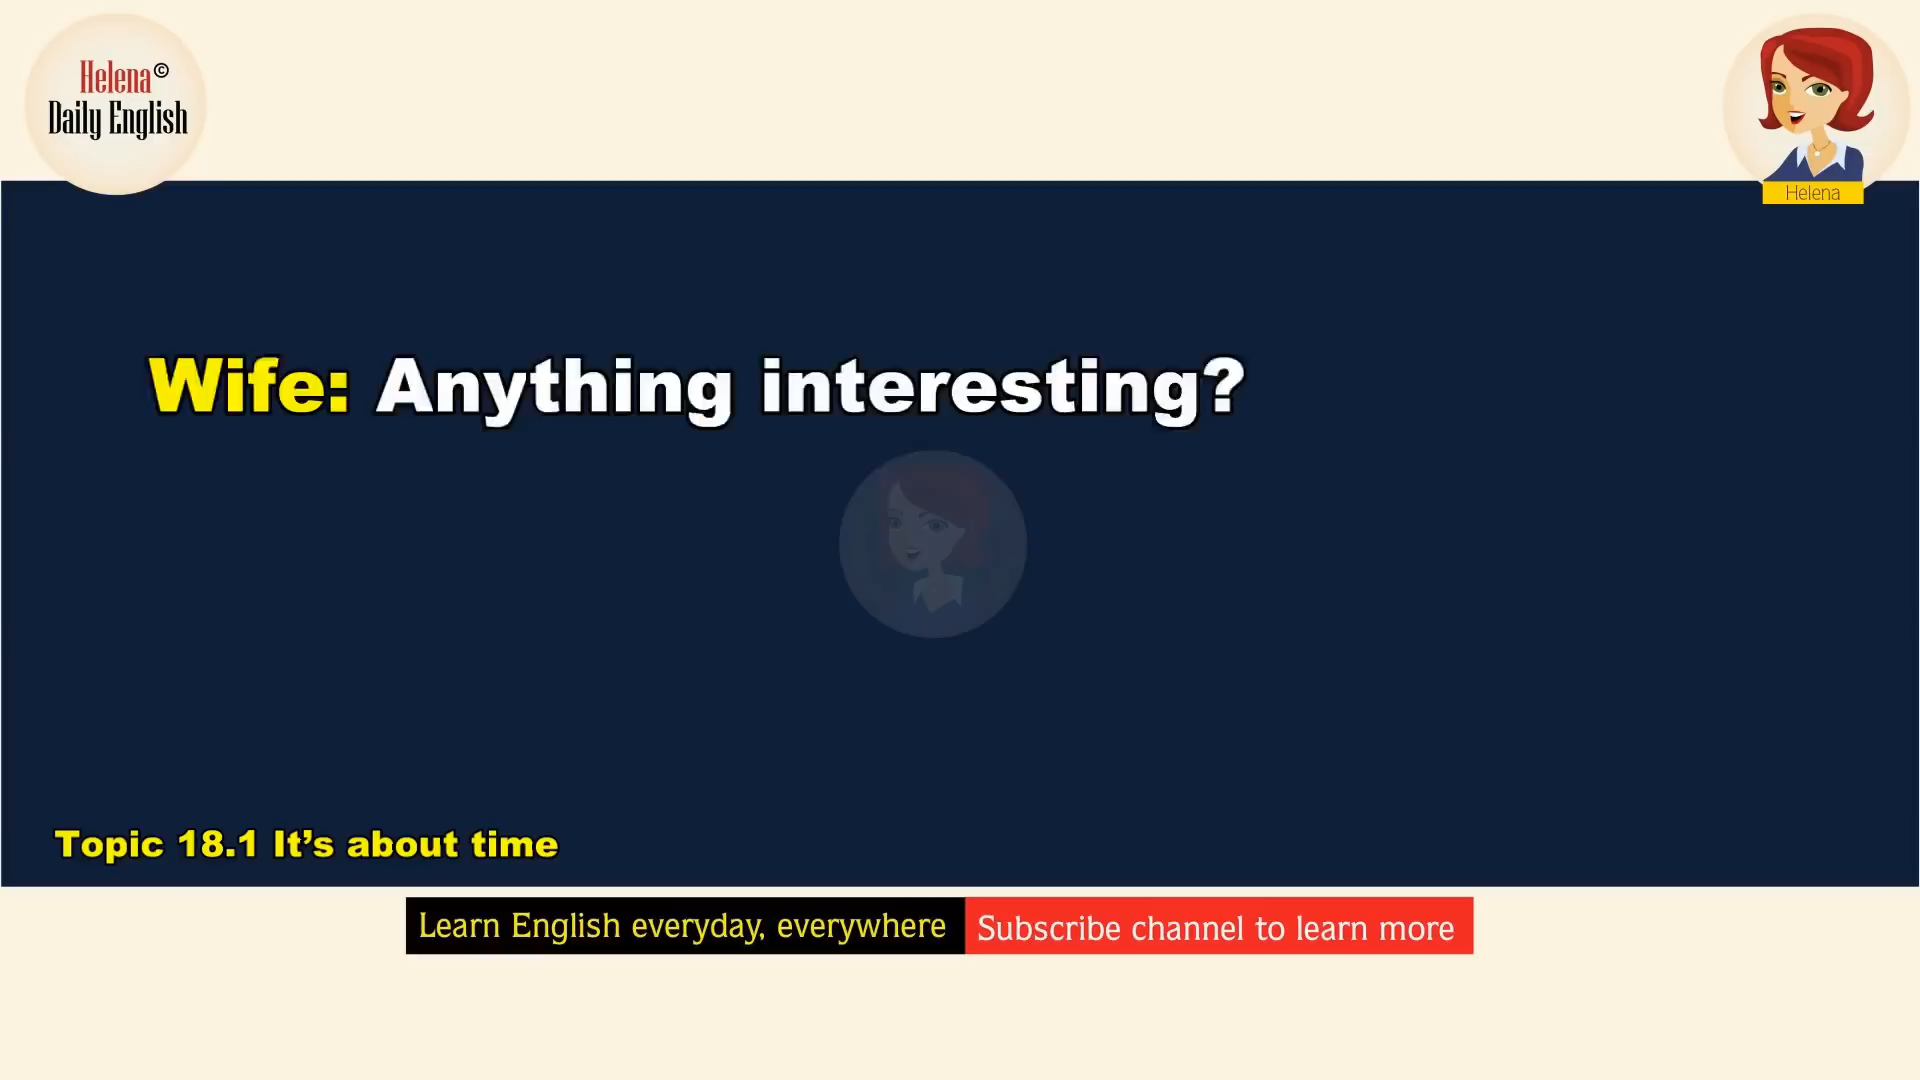 Helena©
Daily English
Helena
Wife: Anything interesting?
Topic 18.1 It's about time
Learn English everyday, everywhere
Subscribe channel to learn more